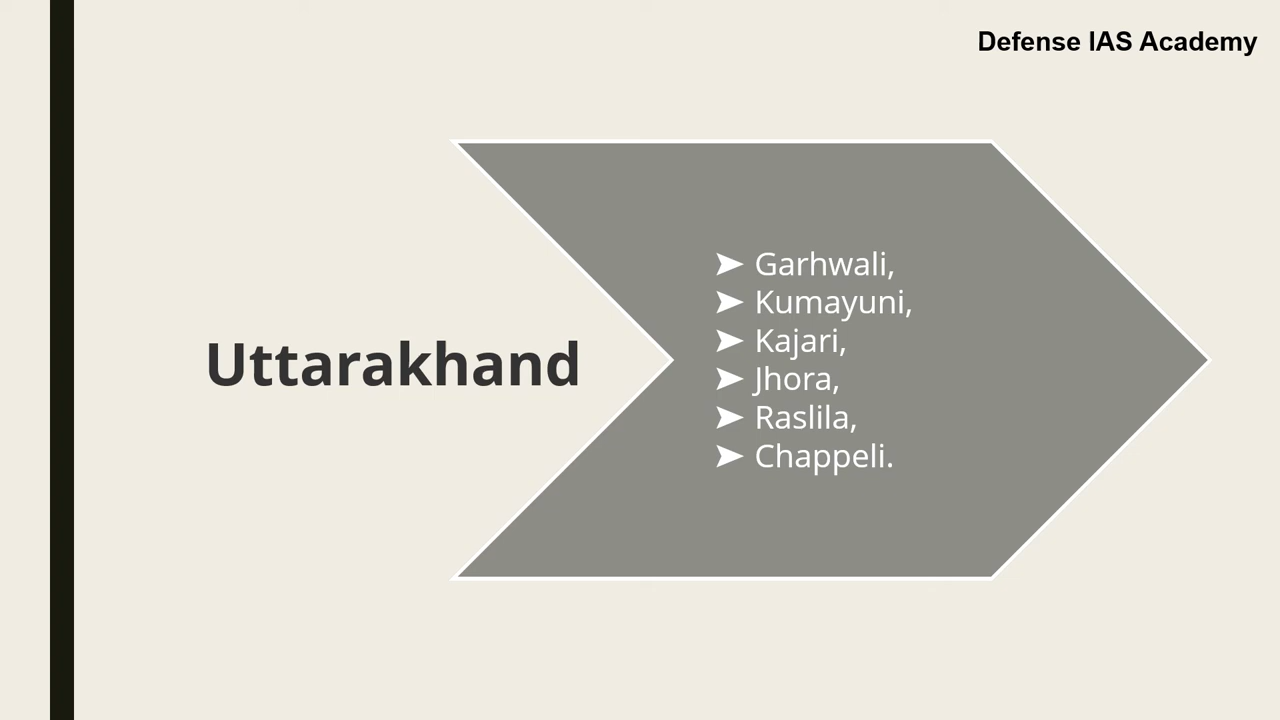 Defense IAS Academy
Uttarakhand
➤ Garhwali,
➤ Kumayuni,
➤ Kajari,
➤ Jhora,
➤ Raslila,
➤ Chappeli.